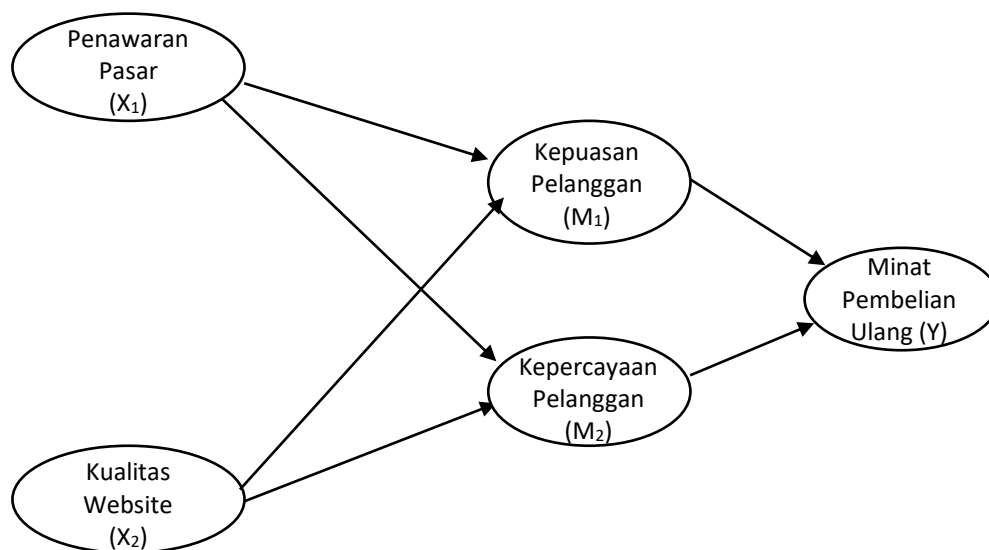 Penawaran
Pasar
(X₁)
Kepuasan
Pelanggan
(M₁)
Minat
Pembelian
Ulang (Y)
Kepercayaan
Pelanggan
(M₂)
Kualitas
Website
(X₂)